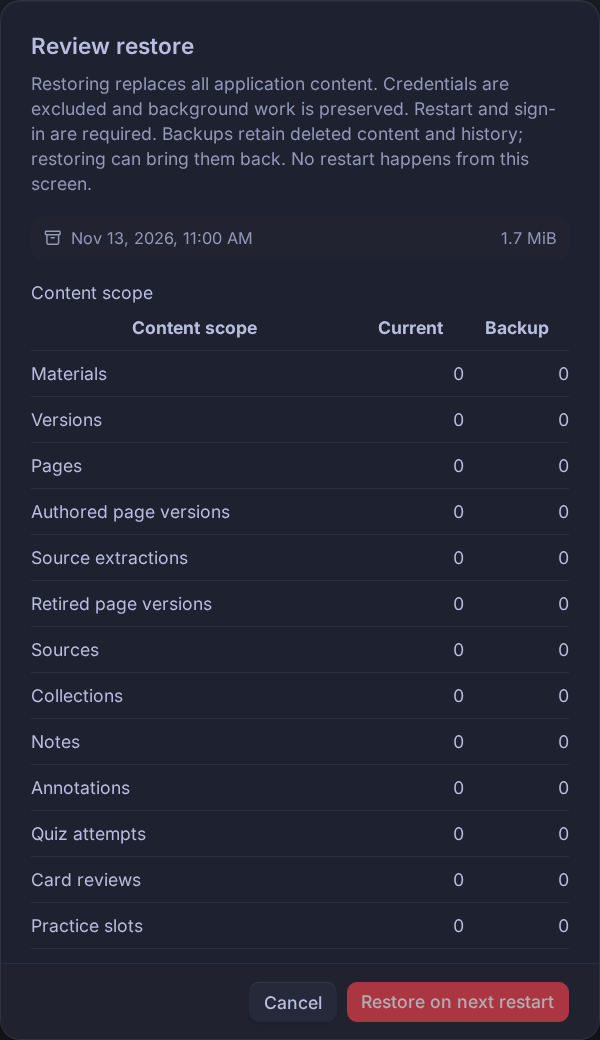 Review restore
Restoring replaces all application content. Credentials are
excluded and background work is preserved. Restart and sign-
in are required. Backups retain deleted content and history;
restoring can bring them back. No restart happens from this
screen.
Nov 13, 2026, 11:00 AM 1.7 MiB
Content scope
Content scope Current Backup
Materials 0 0
Versions 0 0
Pages 0 0
Authored page versions 0 0
Source extractions 0 0
Retired page versions 0 0
Sources 0 0
Collections 0 0
Notes 0 0
Annotations 0 0
Quiz attempts 0 0
Card reviews 0 0
Practice slots 0 0
Cancel Restore on next restart